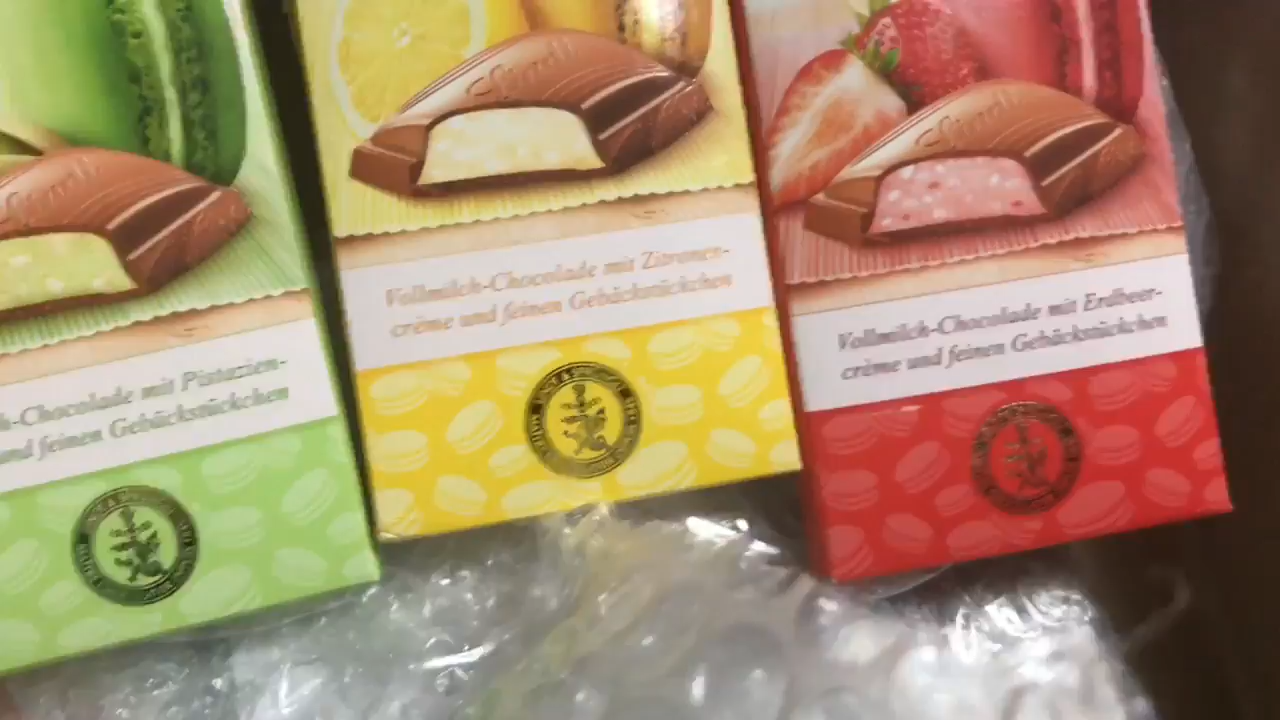 h-Chocolade mit Pistazien-
und feinen Gebäckstückchen
Vollmilch-Chocolade mit Zitronen-
crème und feinen Gebäckstückchen
Vollmilch-Chocolade mit Erdbeer-
crème und feinen Gebäckstückchen